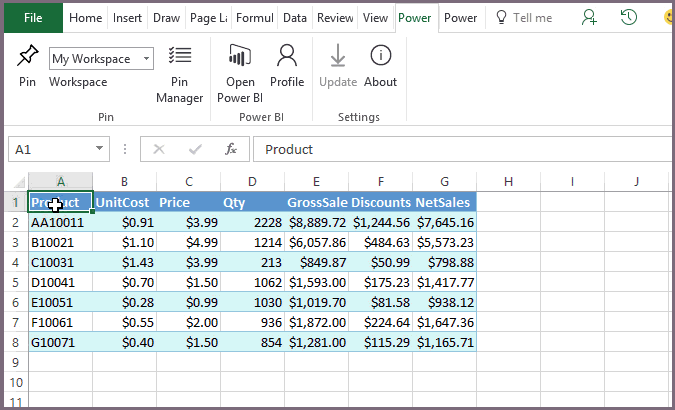 File Home Insert Draw Page La Formul Data Review View Power Power Tell me
My Workspace
Pin Workspace Pin Manager Open Power BI Profile Update About
Pin Power BI Settings
A1 fx Product
A B C D E F G H I J
1 Product UnitCost Price Qty GrossSale Discounts NetSales
2 AA10011 $0.91 $3.99 2228 $8,889.72 $1,244.56 $7,645.16
3 B10021 $1.10 $4.99 1214 $6,057.86 $484.63 $5,573.23
4 C10031 $1.43 $3.99 213 $849.87 $50.99 $798.88
5 D10041 $0.70 $1.50 1062 $1,593.00 $175.23 $1,417.77
6 E10051 $0.28 $0.99 1030 $1,019.70 $81.58 $938.12
7 F10061 $0.55 $2.00 936 $1,872.00 $224.64 $1,647.36
8 G10071 $0.40 $1.50 854 $1,281.00 $115.29 $1,165.71
9
10
11